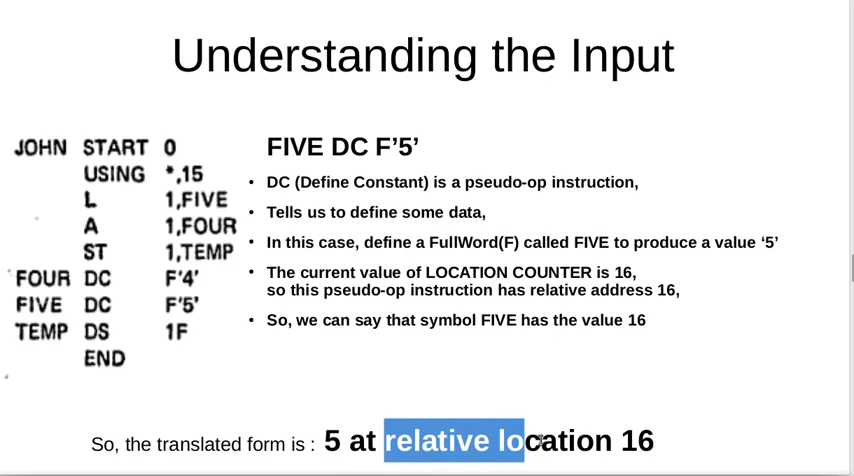 Understanding the Input
JOHN START 0
USING *,15
L 1,FIVE
A 1,FOUR
ST 1,TEMP
FOUR DC F'4'
FIVE DC F'5'
TEMP DS 1F
END
FIVE DC F’5’
• DC (Define Constant) is a pseudo-op instruction,
• Tells us to define some data,
• In this case, define a FullWord(F) called FIVE to produce a value ‘5’
• The current value of LOCATION COUNTER is 16,
so this pseudo-op instruction has relative address 16,
• So, we can say that symbol FIVE has the value 16
So, the translated form is : 5 at relative location 16